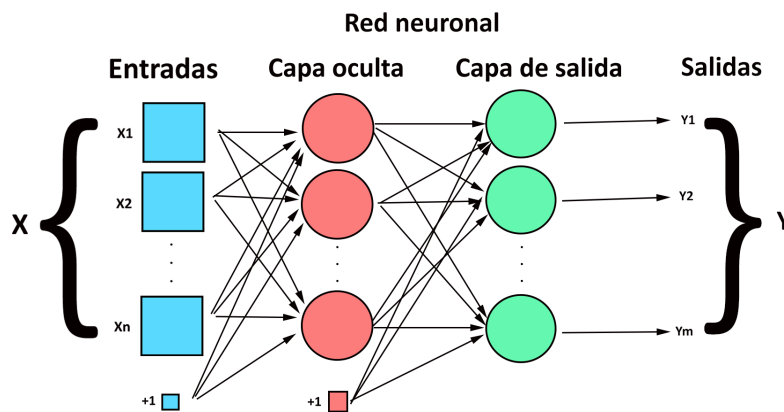 Red neuronal
Entradas
Capa oculta
Capa de salida
Salidas
X1
Y1
X2
Y2
X
Y
. . .
. . .
. . .
Xn
Ym
+1
+1